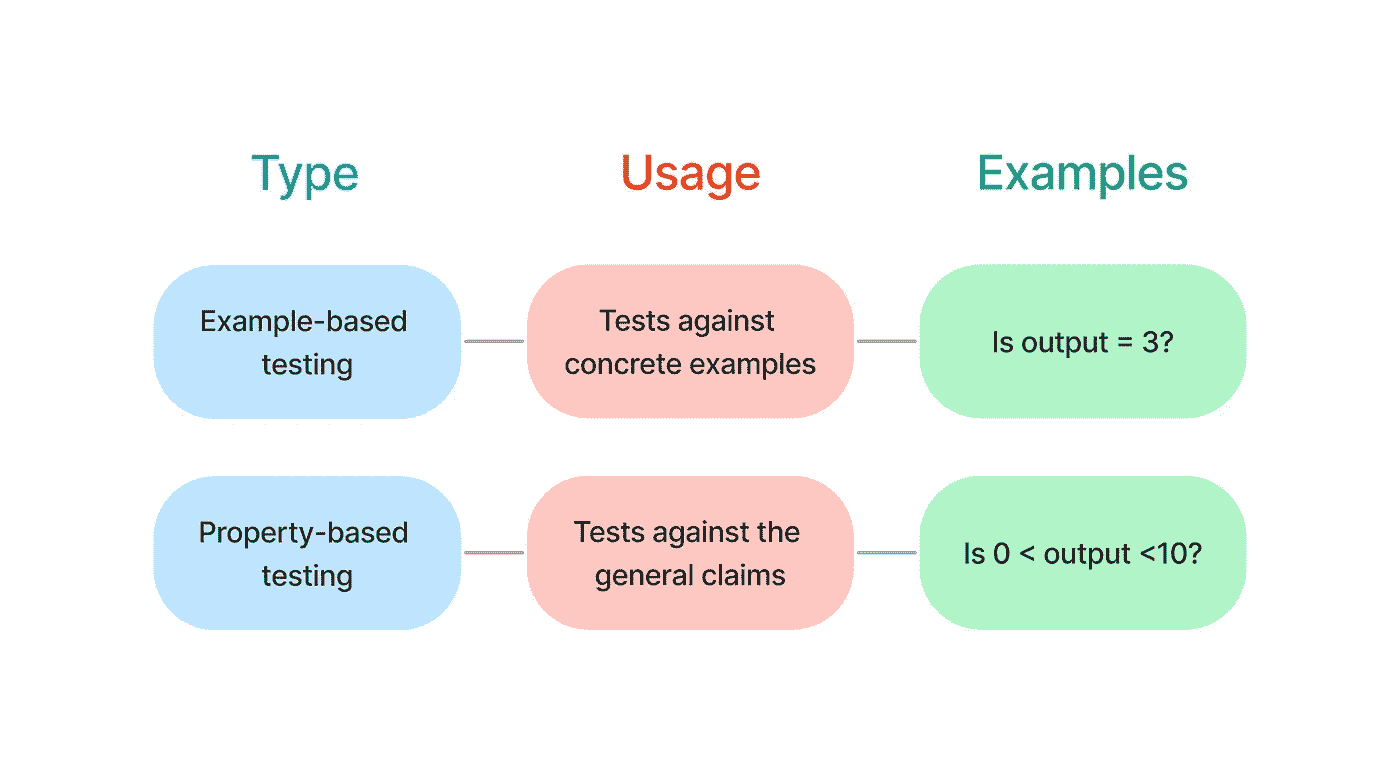 Type
Usage
Examples
Example-based
testing
Tests against
concrete examples
Is output = 3?
Property-based
testing
Tests against the
general claims
Is 0 < output <10?